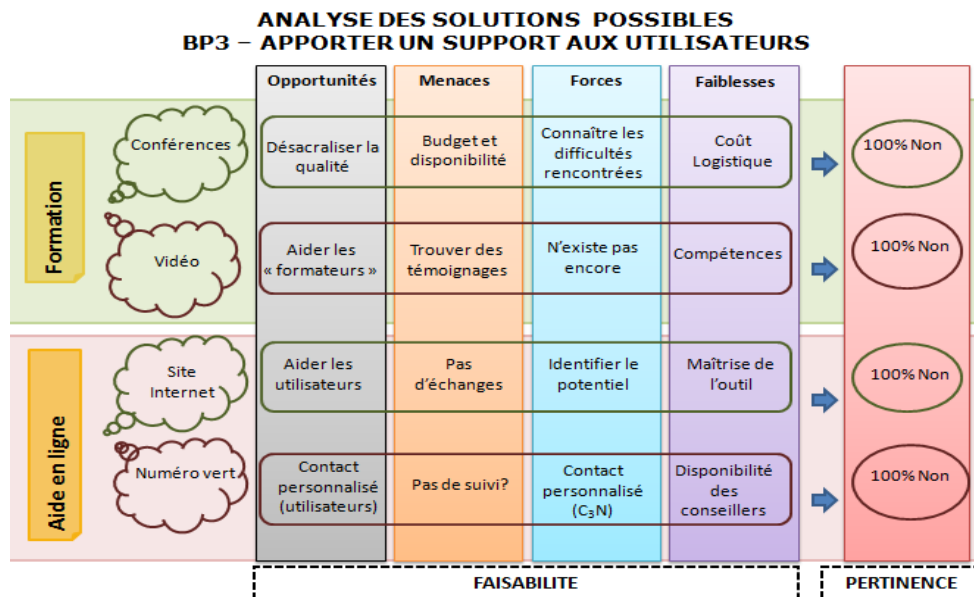 ANALYSE DES SOLUTIONS POSSIBLES
BP3 – APPORTER UN SUPPORT AUX UTILISATEURS
Opportunités
Menaces
Forces
Faiblesses
Formation
Conférences
Désacraliser la
qualité
Budget et
disponibilité
Connaître les
difficultés
rencontrées
Coût
Logistique
100% Non
Vidéo
Aider les
« formateurs »
Trouver des
témoignages
N'existe pas
encore
Compétences
100% Non
Aide en ligne
Site
Internet
Aider les
utilisateurs
Pas
d'échanges
Identifier le
potentiel
Maîtrise de
l'outil
100% Non
Numéro vert
Contact
personnalisé
(utilisateurs)
Pas de suivi?
Contact
personnalisé
(C₃N)
Disponibilité
des
conseillers
100% Non
FAISABILITE
PERTINENCE